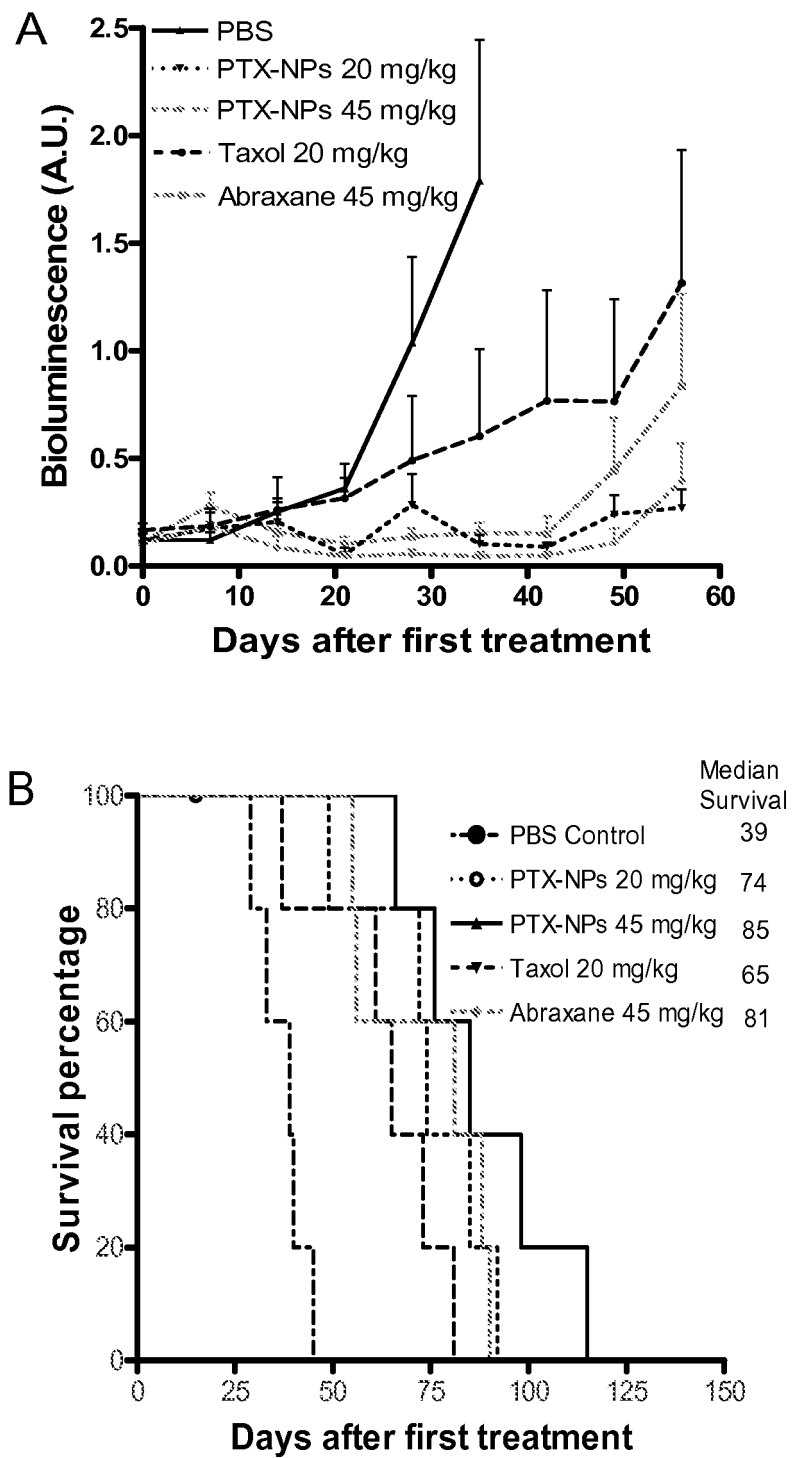 A
2.5
2.0
1.5
1.0
0.5
0.0
Bioluminescence (A.U.)
PBS
PTX-NPs 20 mg/kg
PTX-NPs 45 mg/kg
Taxol 20 mg/kg
Abraxane 45 mg/kg
0 10 20 30 40 50 60
Days after first treatment
B
100
80
60
40
20
0
Survival percentage
Median
Survival
PBS Control 39
PTX-NPs 20 mg/kg 74
PTX-NPs 45 mg/kg 85
Taxol 20 mg/kg 65
Abraxane 45 mg/kg 81
0 25 50 75 100 125 150
Days after first treatment